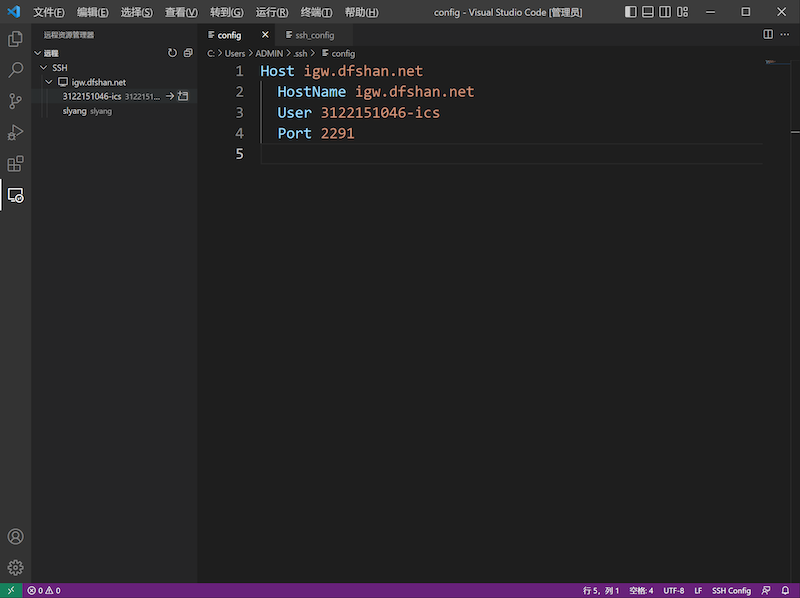 文件(F) 编辑(E) 选择(S) 查看(V) 转到(G) 运行(R) 终端(T) 帮助(H) config - Visual Studio Code [管理员]
远程资源管理器
远程
SSH
igw.dfshan.net
3122151046-ics 3122151...
slyang slyang
config ssh_config
C: > Users > ADMIN > .ssh > config
1 Host igw.dfshan.net
2 HostName igw.dfshan.net
3 User 3122151046-ics
4 Port 2291
5
0 0 行 5，列 1 空格: 4 UTF-8 LF SSH Config